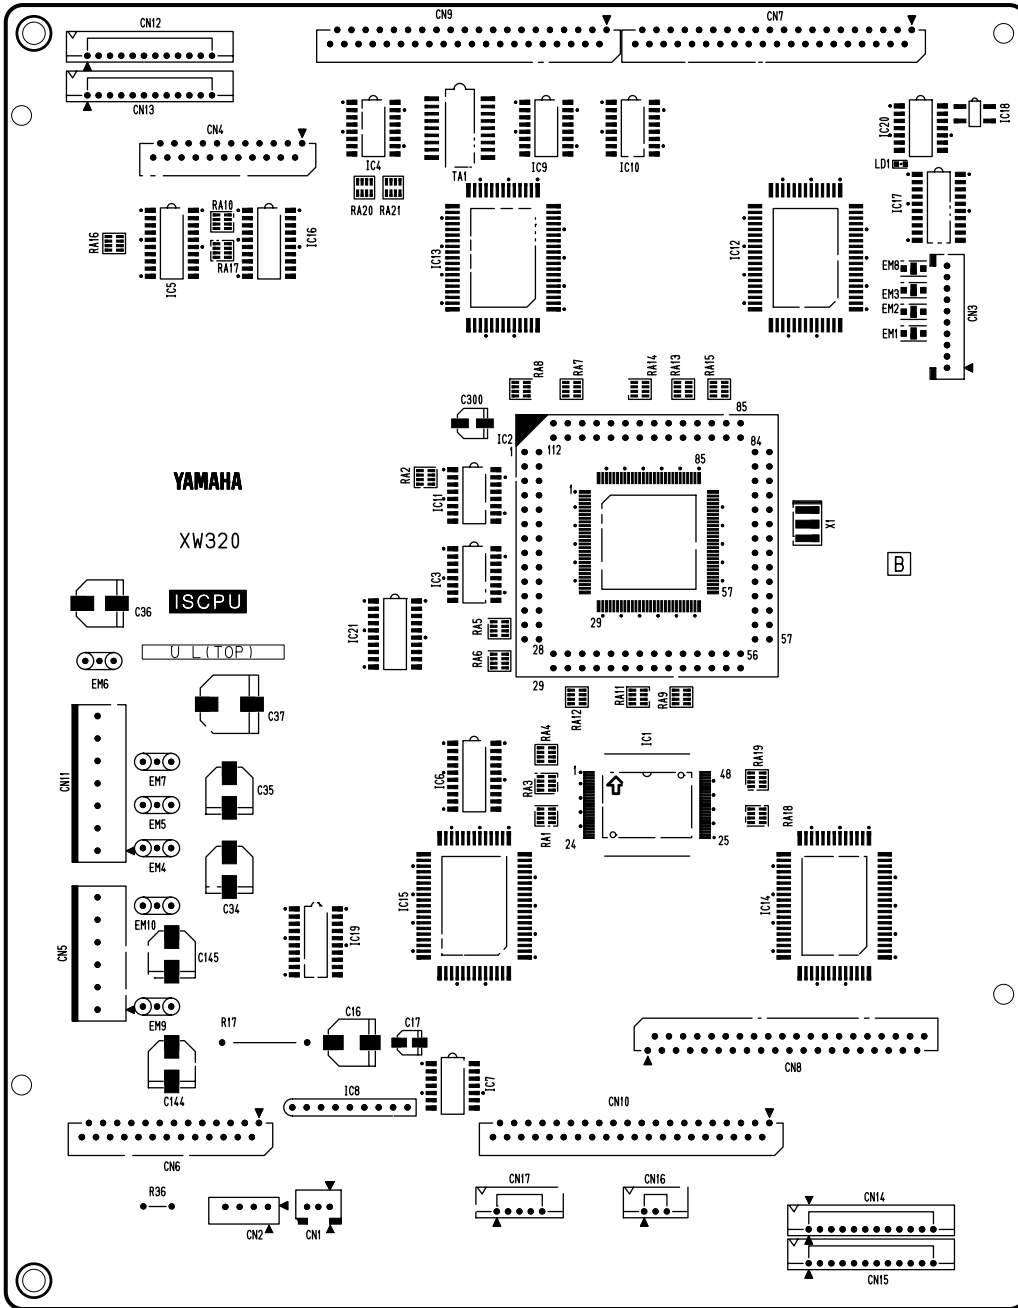 CN12
CN9
CN7
CN13
CN4
IC4
TA1
IC9
IC10
IC20
IC18
LD1
IC17
RA20
RA21
RA16
RA10
RA17
IC16
IC5
IC13
IC12
EM8
EM3
EM2
EM1
CN3
RA8
RA7
RA14
RA13
RA15
C300
85
IC2
1
112
84
RA2
IC11
85
1
YAMAHA
X1
XW320
B
IC3
57
29
C36
ISCPU
IC21
RA5
RA6
U L(TOP)
28
56
57
29
EM6
C37
RA12
RA11
RA9
CN11
EM7
C35
EM5
EM4
C34
IC6
RA4
RA3
RA1
IC1
1
48
24
25
RA19
RA18
IC15
IC14
CN5
EM10
C145
IC19
EM9
C144
R17
C16
C17
IC8
IC7
CN8
CN10
CN6
R36
CN2
CN1
CN17
CN16
CN14
CN15